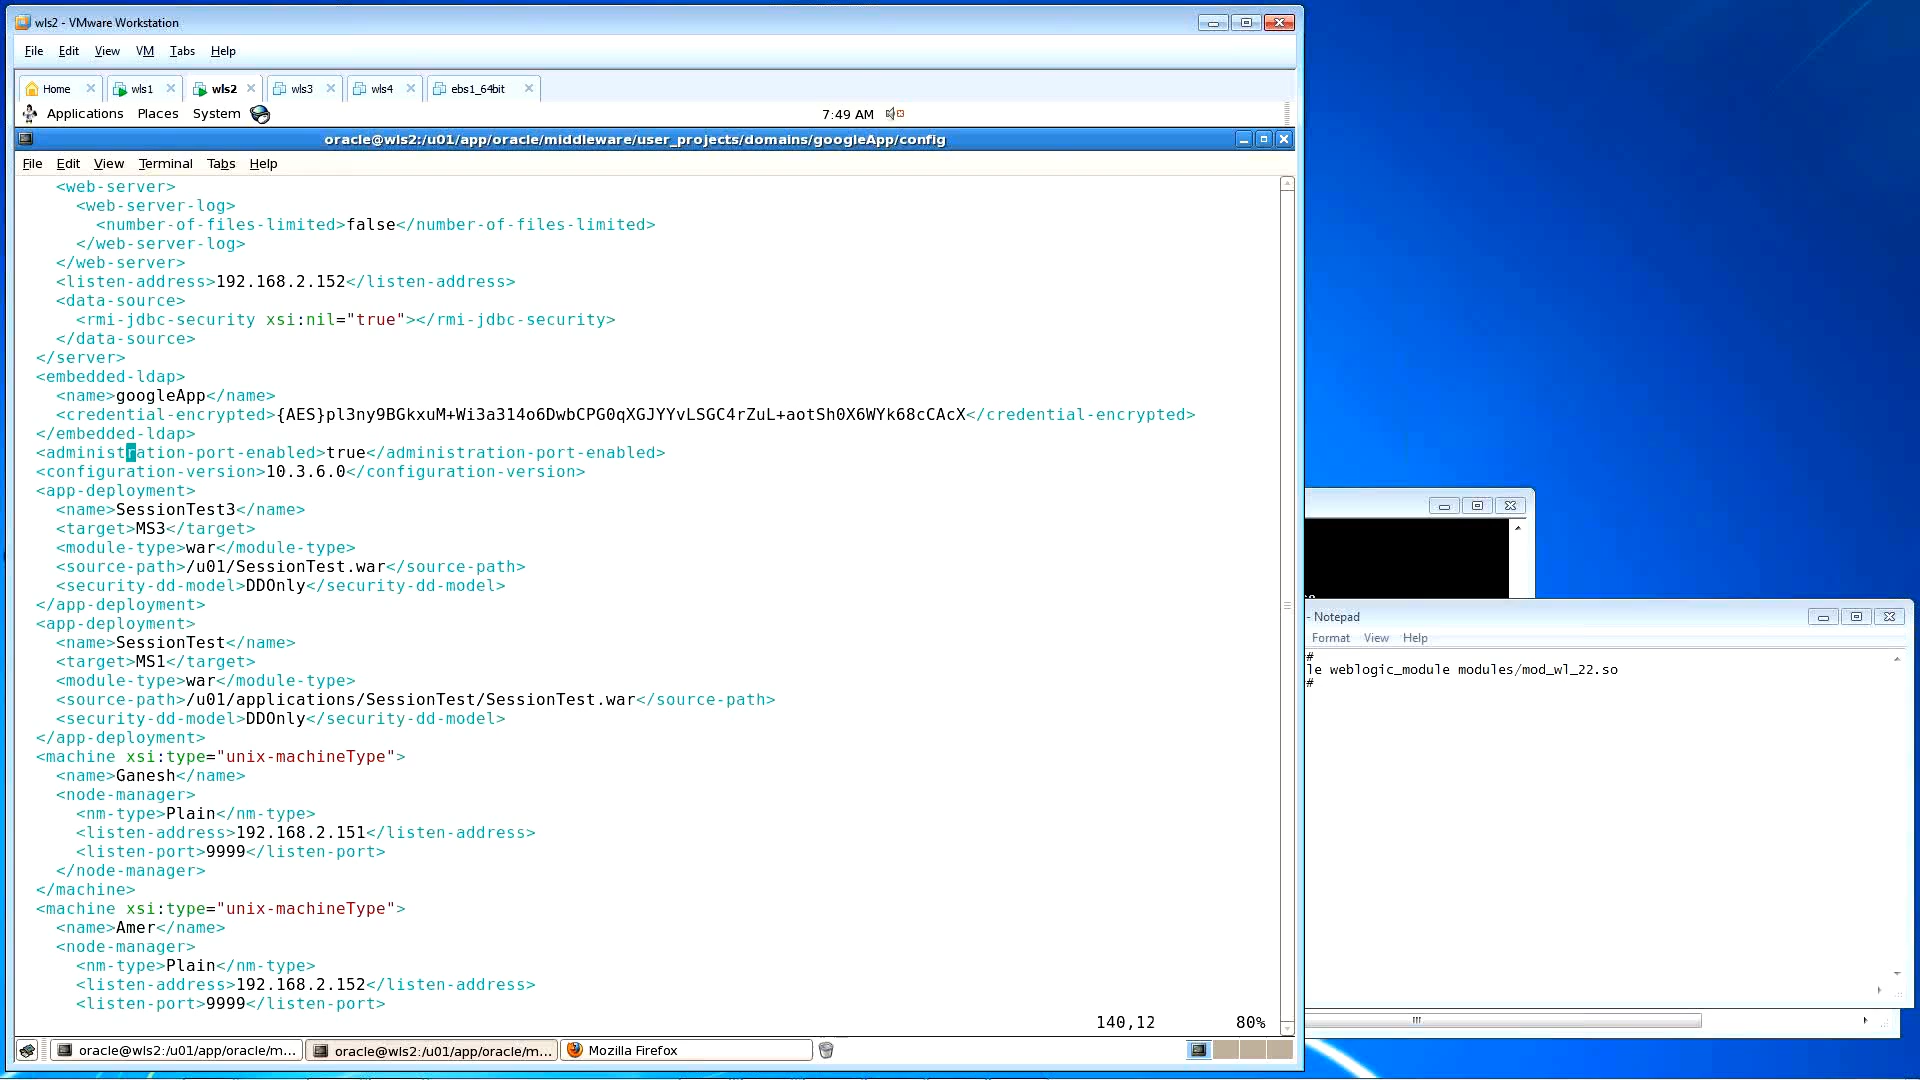 wls2 - VMware Workstation
File Edit View VM Tabs Help
Home wls1 wls2 wls3 wls4 ebs1_64bit
Applications Places System 7:49 AM
oracle@wls2:/u01/app/oracle/middleware/user_projects/domains/googleApp/config
File Edit View Terminal Tabs Help
<web-server>
<web-server-log>
<number-of-files-limited>false</number-of-files-limited>
</web-server-log>
</web-server>
<listen-address>192.168.2.152</listen-address>
<data-source>
<rmi-jdbc-security xsi:nil="true"></rmi-jdbc-security>
</data-source>
</server>
<embedded-ldap>
<name>googleApp</name>
<credential-encrypted>{AES}pl3ny9BGkxuM+Wi3a314o6DwbCPG0qXGJYYvLSGC4rZuL+aotSh0X6WYk68cCAcX</credential-encrypted>
</embedded-ldap>
<administration-port-enabled>true</administration-port-enabled>
<configuration-version>10.3.6.0</configuration-version>
<app-deployment>
<name>SessionTest3</name>
<target>MS3</target>
<module-type>war</module-type>
<source-path>/u01/SessionTest.war</source-path>
<security-dd-model>DDOnly</security-dd-model>
</app-deployment>
<app-deployment>
<name>SessionTest</name>
<target>MS1</target>
<module-type>war</module-type>
<source-path>/u01/applications/SessionTest/SessionTest.war</source-path>
<security-dd-model>DDOnly</security-dd-model>
</app-deployment>
<machine xsi:type="unix-machineType">
<name>Ganesh</name>
<node-manager>
<nm-type>Plain</nm-type>
<listen-address>192.168.2.151</listen-address>
<listen-port>9999</listen-port>
</node-manager>
</machine>
<machine xsi:type="unix-machineType">
<name>Amer</name>
<node-manager>
<nm-type>Plain</nm-type>
<listen-address>192.168.2.152</listen-address>
<listen-port>9999</listen-port>
140,12 80%
oracle@wls2:/u01/app/oracle/m... oracle@wls2:/u01/app/oracle/m... Mozilla Firefox
- Notepad
Format View Help
#
le weblogic_module modules/mod_wl_22.so
#